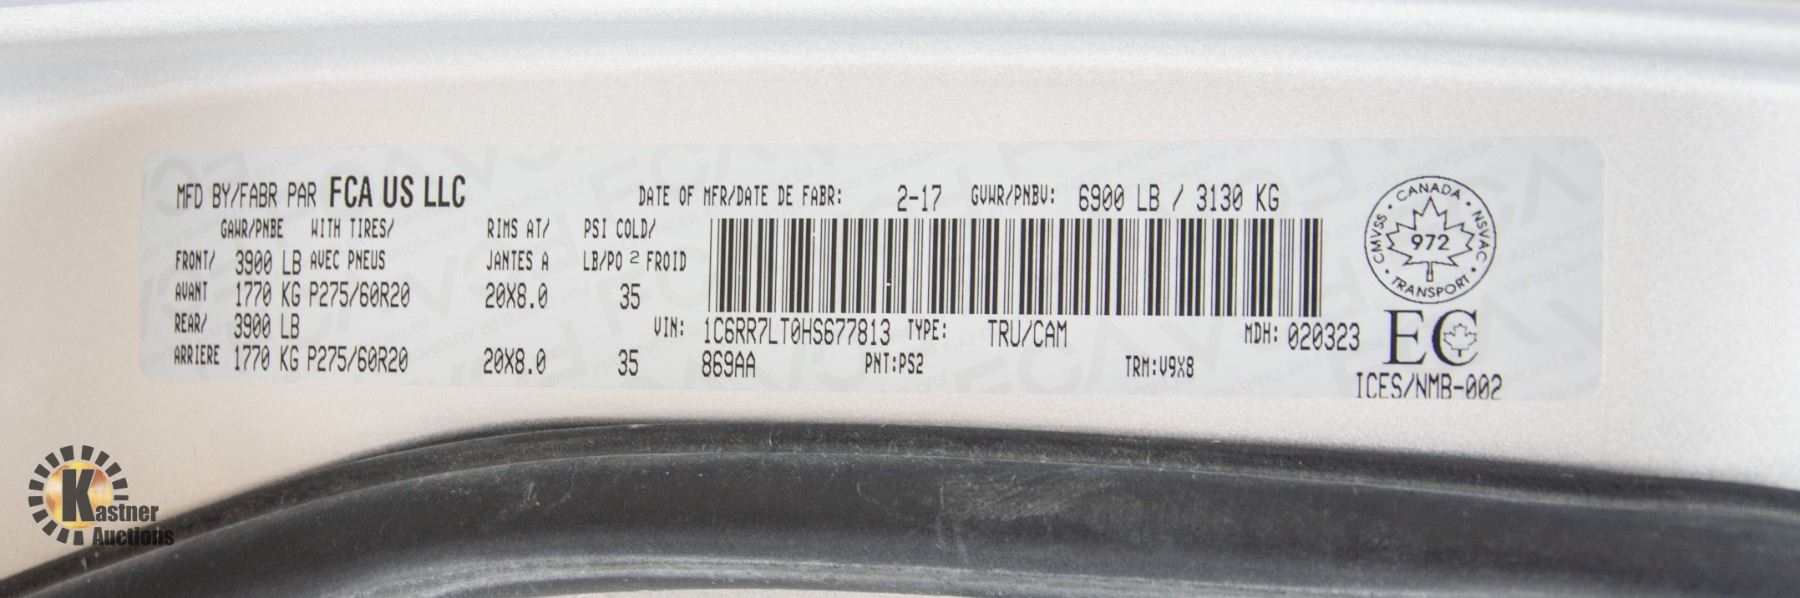 MFD BY/FABR PAR FCA US LLC DATE OF MFR/DATE DE FABR: 2-17 GVWR/PNBV: 6900 LB / 3130 KG
GAWR/PNBE WITH TIRES/ RIMS AT/ PSI COLD/
FRONT/ 3900 LB AVEC PNEUS JANTES A LB/PO 2 FROID
AVANT 1770 KG P275/60R20 20X8.0 35
REAR/ 3900 LB VIN: 1C6RR7LT0HS677813 TYPE: TRU/CAM MDH: 020323
ARRIERE 1770 KG P275/60R20 20X8.0 35 869AA PNT:PS2 TRM:V9X8
CANADA
CMVSS 972 NSVAC
TRANSPORT
EC
ICES/NMB-002
Kastner
Auctions